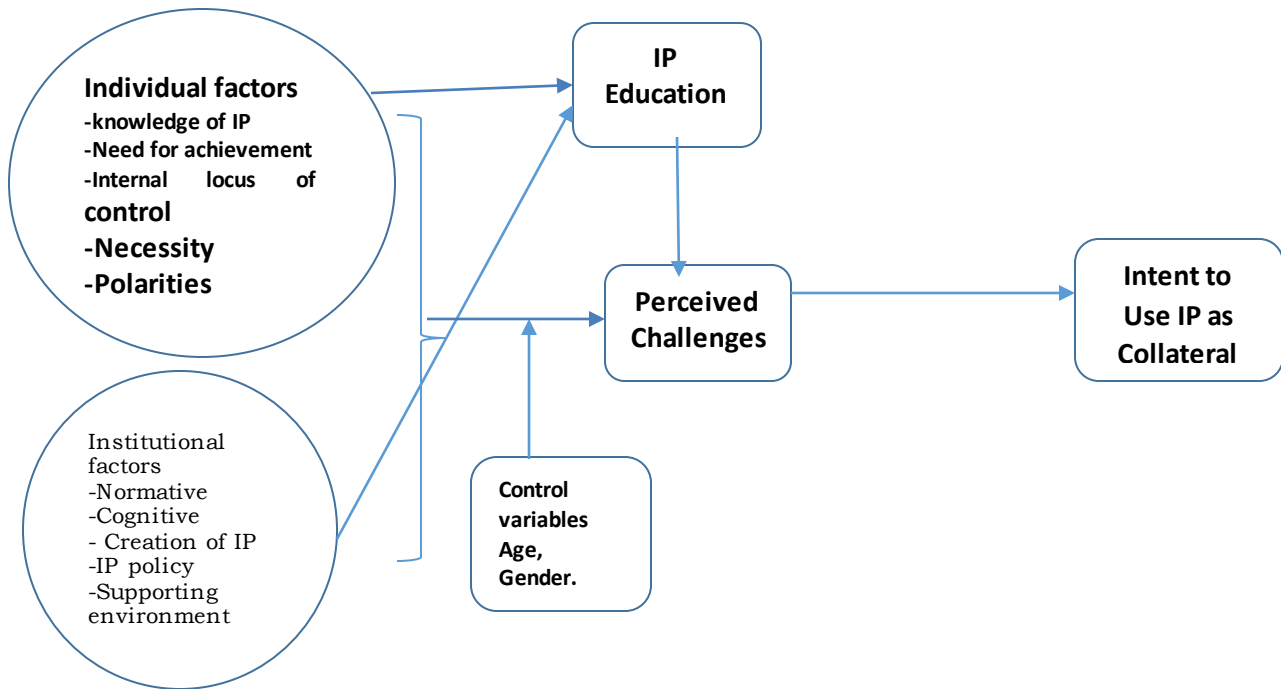 Individual factors
-knowledge of IP
-Need for achievement
-Internal locus of
control
-Necessity
-Polarities
Institutional
factors
-Normative
-Cognitive
- Creation of IP
-IP policy
-Supporting
environment
IP
Education
Perceived
Challenges
Control
variables
Age,
Gender.
Intent to
Use IP as
Collateral